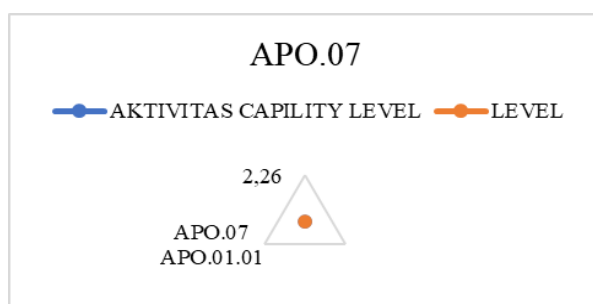 APO.07
AKTIVITAS CAPILITY LEVEL LEVEL
2,26
APO.07
APO.01.01